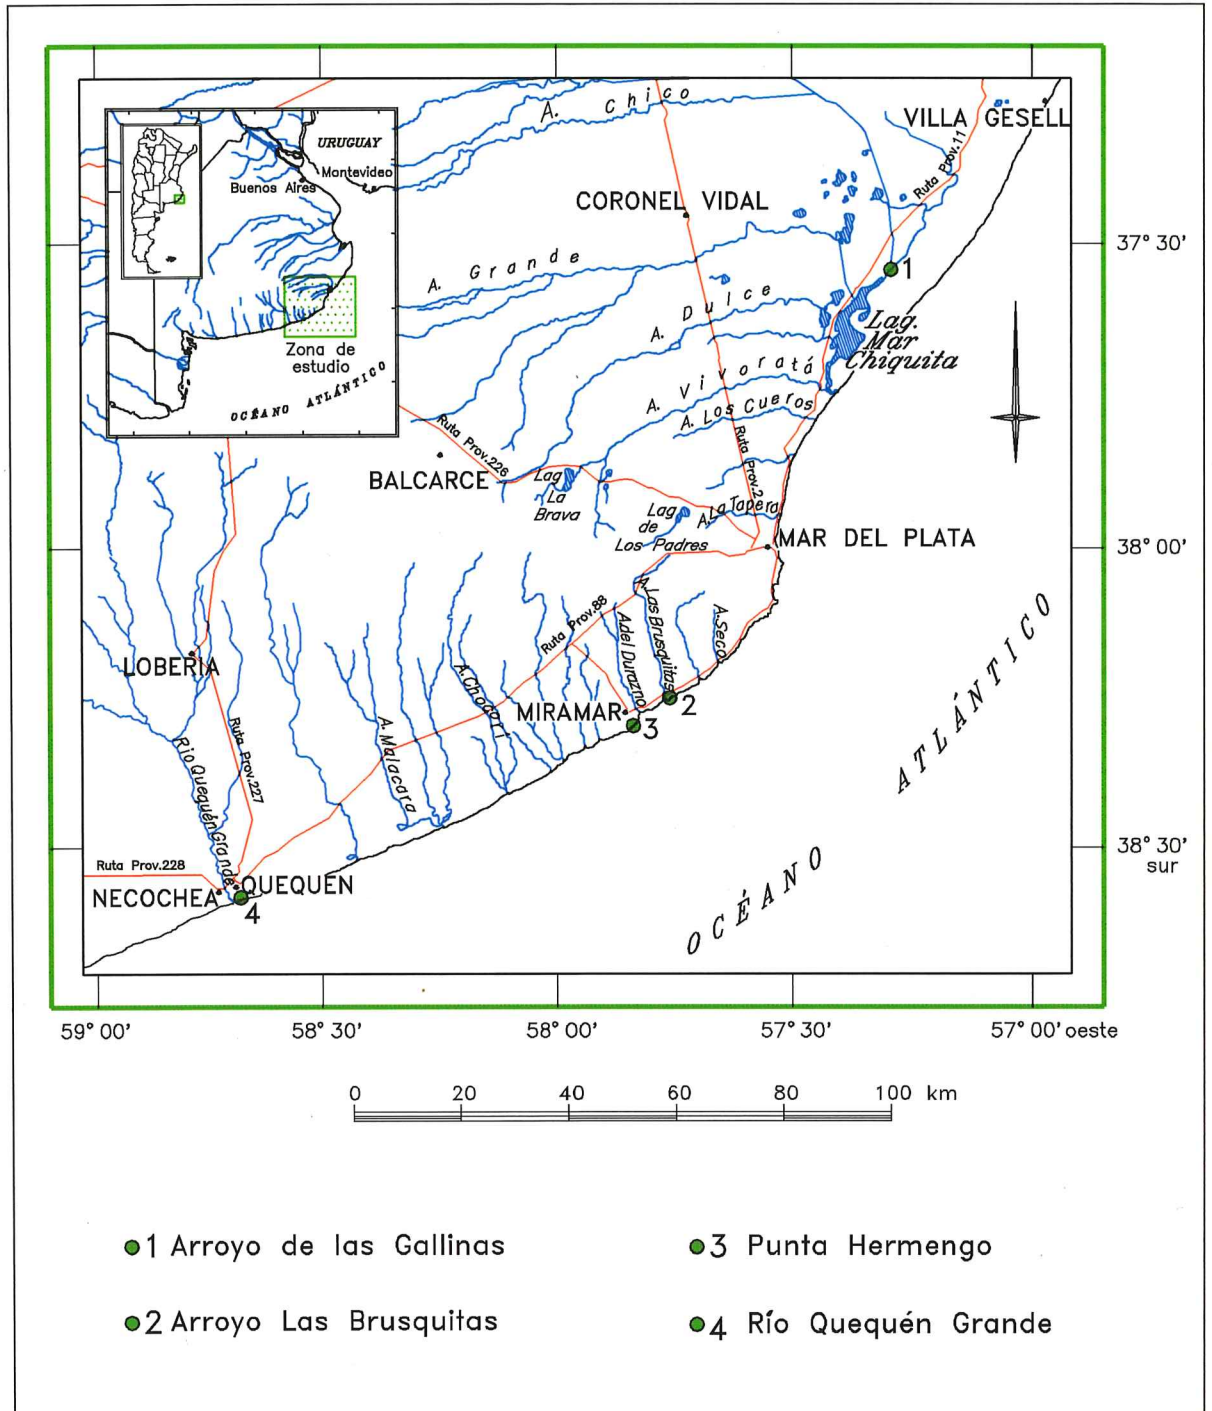 A. Chico
VILLA GESELL
URUGUAY
Montevideo
Buenos Aires
Ruta Prov.11
CORONEL VIDAL
37° 30'
A. Grande
1
A. Dulce
Zona de
estudio
Lag.
Mar
Chiquita
OCÉANO ATLÁNTICO
A. Vivoratá
A. Los Cueros
Ruta Prov.226
Ruta Prov.2
BALCARCE
Lag
La
Brava
Lag
de
Los Padres
A. La Tapera
MAR DEL PLATA
38° 00'
A. Las Brusquitas
Ruta Prov.88
A. del Durazno
A. Seco
LOBERIA
A. Chocorí
2
MIRAMAR
3
A. Malacara
Rio Quequén Grande
Ruta Prov.227
OCÉANO ATLÁNTICO
38° 30'
sur
Ruta Prov.228
QUEQUEN
NECOCHEA
4
59° 00' 58° 30' 58° 00' 57° 30' 57° 00' oeste
0 20 40 60 80 100 km
1 Arroyo de las Gallinas
3 Punta Hermengo
2 Arroyo Las Brusquitas
4 Río Quequén Grande